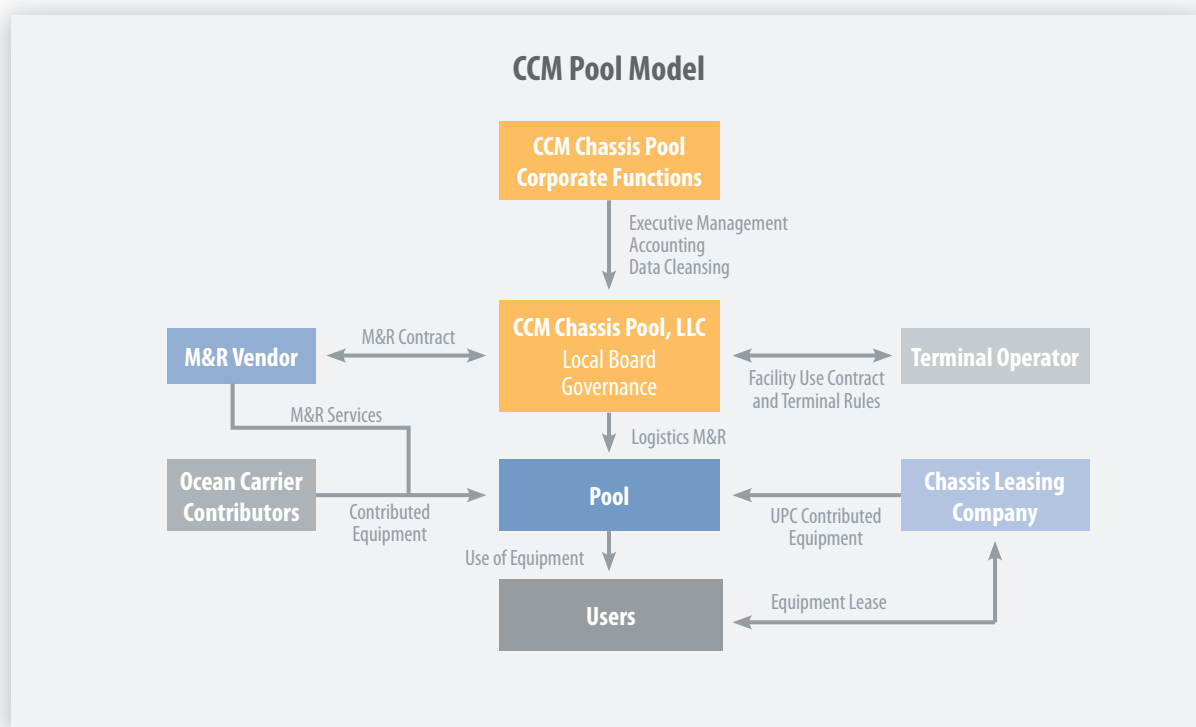 CCM Pool Model
CCM Chassis Pool
Corporate Functions
Executive Management
Accounting
Data Cleansing
M&R Vendor
M&R Contract
CCM Chassis Pool, LLC
Local Board
Governance
Facility Use Contract
and Terminal Rules
Terminal Operator
M&R Services
Logistics M&R
Ocean Carrier
Contributors
Contributed
Equipment
Pool
UPC Contributed
Equipment
Chassis Leasing
Company
Use of Equipment
Users
Equipment Lease